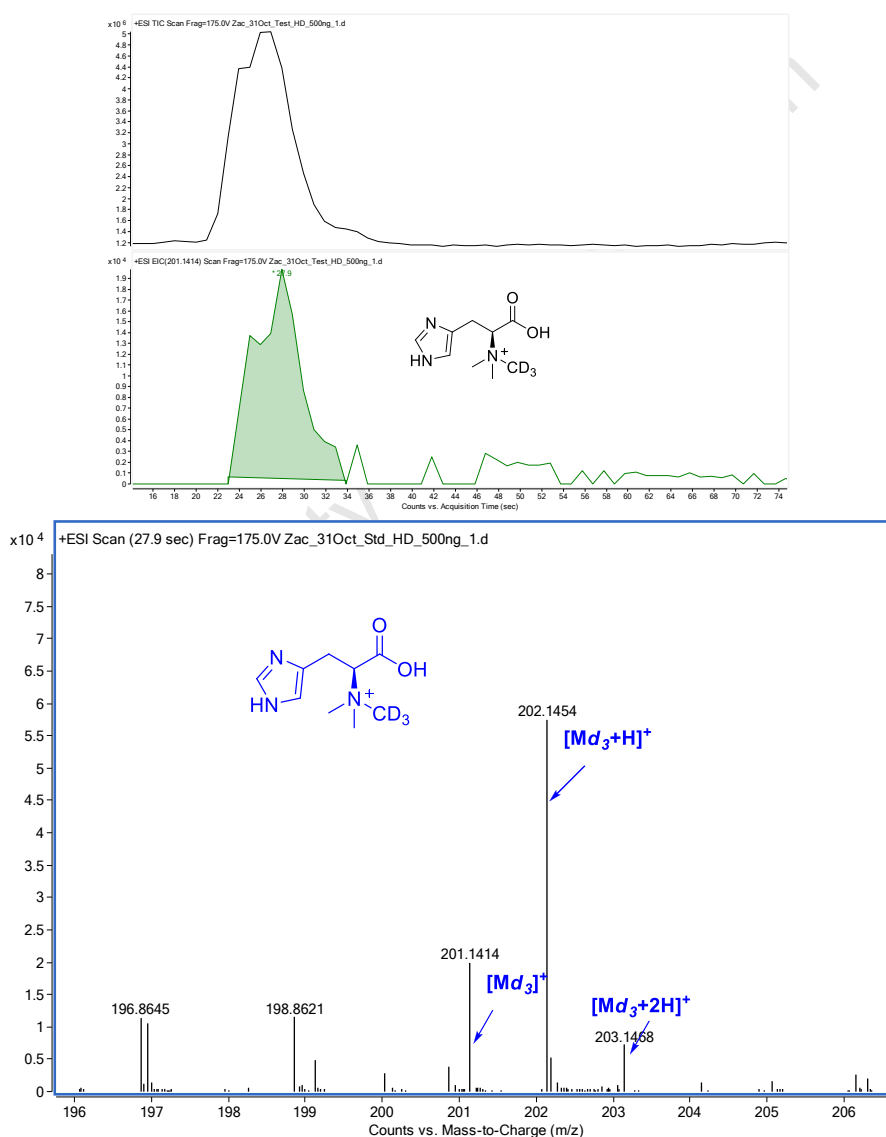 x10 6 +ESI TIC Scan Frag=175.0V Zac_31Oct_Test_HD_500ng_1.d
5
4.8
4.6
4.4
4.2
4
3.8
3.6
3.4
3.2
3
2.8
2.6
2.4
2.2
2
1.8
1.6
1.4
1.2
x10 4 +ESI EIC(201.1414) Scan Frag=175.0V Zac_31Oct_Test_HD_500ng_1.d
1.9
1.8
1.7
1.6
1.5
1.4
1.3
1.2
1.1
1
0.9
0.8
0.7
0.6
0.5
0.4
0.3
0.2
0.1
0
O
N
OH
HN
N+
CD3
16 18 20 22 24 26 28 30 32 34 36 38 40 42 44 46 48 50 52 54 56 58 60 62 64 66 68 70 72 74
Counts vs. Acquisition Time (sec)
x10 4 +ESI Scan (27.9 sec) Frag=175.0V Zac_31Oct_Std_HD_500ng_1.d
8
7.5
7
6.5
6
5.5
5
4.5
4
3.5
3
2.5
2
1.5
1
0.5
0
O
N
OH
HN
N+
CD3
202.1454
[Md3+H]+
201.1414
[Md3]+
[Md3+2H]+
196.8645
198.8621
203.1468
196 197 198 199 200 201 202 203 204 205 206
Counts vs. Mass-to-Charge (m/z)